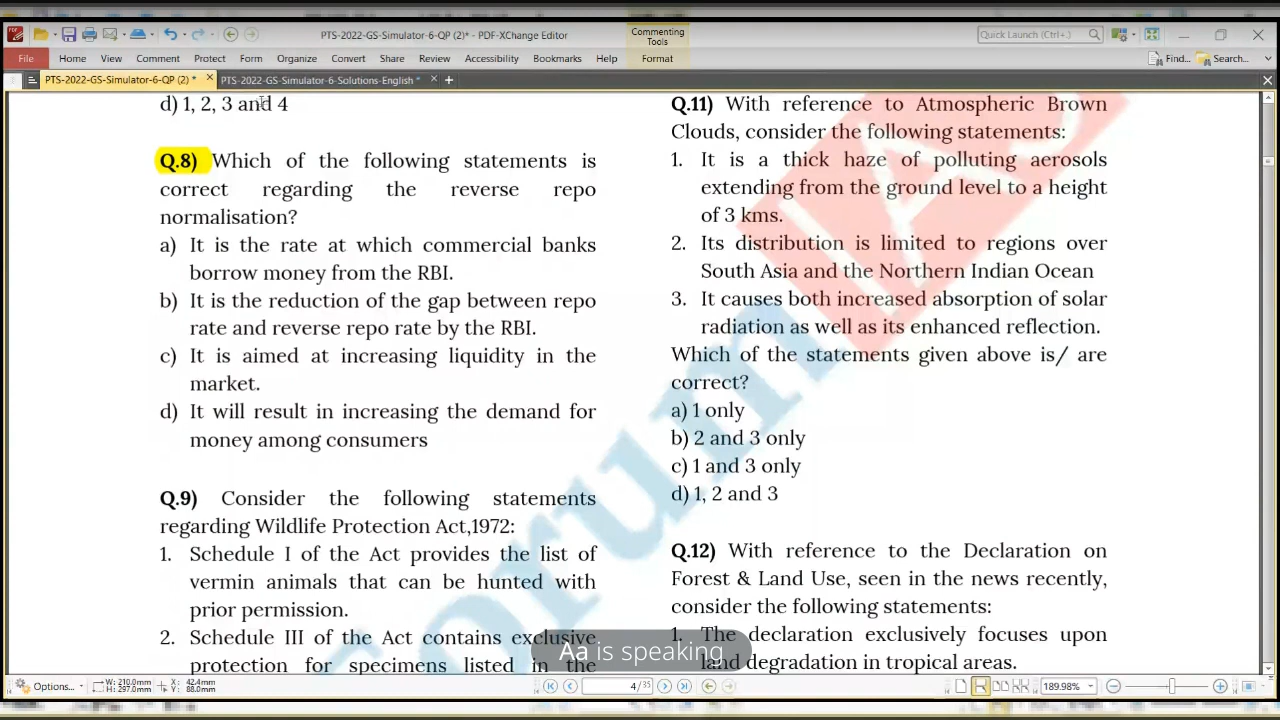 PTS-2022-GS-Simulator-6-QP (2)* - PDF-XChange Editor
Commenting Tools
Quick Launch (Ctrl+.)
File Home View Comment Protect Form Organize Convert Share Review Accessibility Bookmarks Help Format
Find... Search...
PTS-2022-GS-Simulator-6-QP (2) *
PTS-2022-GS-Simulator-6-Solutions-English *
d) 1, 2, 3 and 4
Q.8) Which of the following statements is
correct regarding the reverse repo
normalisation?
a) It is the rate at which commercial banks
borrow money from the RBI.
b) It is the reduction of the gap between repo
rate and reverse repo rate by the RBI.
c) It is aimed at increasing liquidity in the
market.
d) It will result in increasing the demand for
money among consumers
Q.9) Consider the following statements
regarding Wildlife Protection Act,1972:
1. Schedule I of the Act provides the list of
vermin animals that can be hunted with
prior permission.
2. Schedule III of the Act contains exclusive
protection for specimens listed in the
Q.11) With reference to Atmospheric Brown
Clouds, consider the following statements:
1. It is a thick haze of polluting aerosols
extending from the ground level to a height
of 3 kms.
2. Its distribution is limited to regions over
South Asia and the Northern Indian Ocean
3. It causes both increased absorption of solar
radiation as well as its enhanced reflection.
Which of the statements given above is/ are
correct?
a) 1 only
b) 2 and 3 only
c) 1 and 3 only
d) 1, 2 and 3
Q.12) With reference to the Declaration on
Forest & Land Use, seen in the news recently,
consider the following statements:
1. The declaration exclusively focuses upon
land degradation in tropical areas.
Forum IAS
Aa is speaking
Options...
W: 210.0mm
H: 297.0mm
X: 42.4mm
Y: 88.0mm
4/35
189.98%